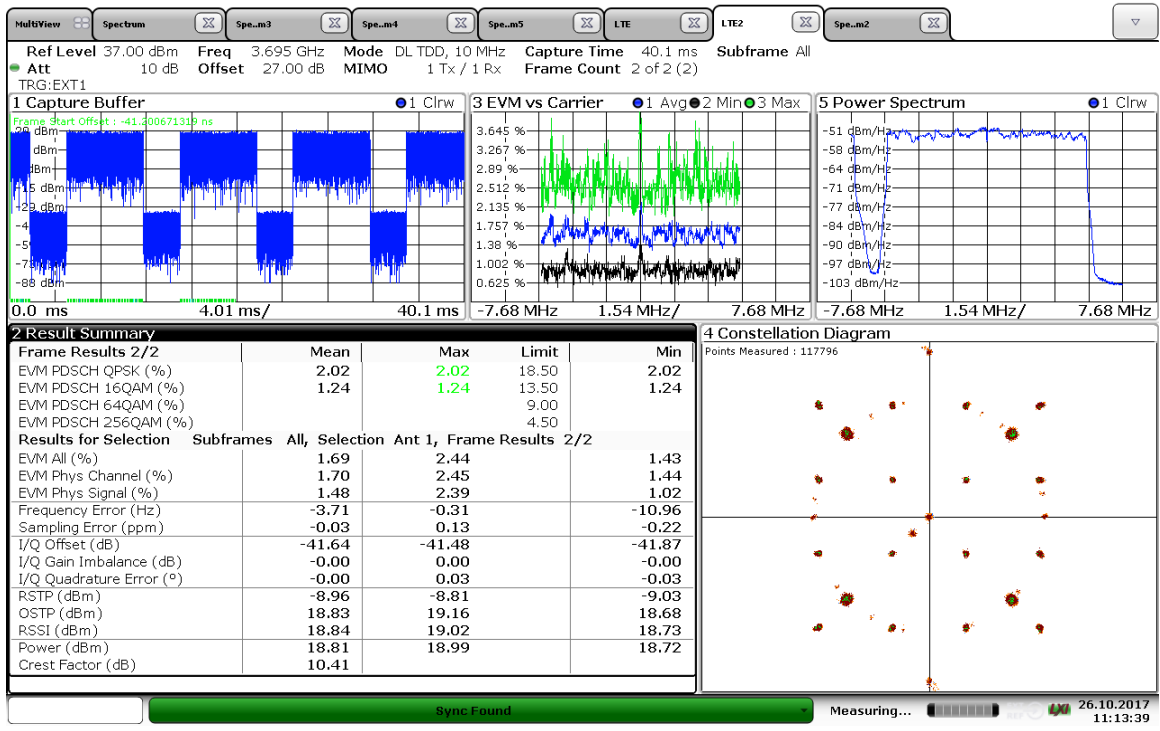 MultiView
Spectrum
Spe..m3
Spe..m4
Spe..m5
LTE
LTE2
Spe..m2
Ref Level 37.00 dBm Freq 3.695 GHz Mode DL TDD, 10 MHz Capture Time 40.1 ms Subframe All
Att 10 dB Offset 27.00 dB MIMO 1 Tx / 1 Rx Frame Count 2 of 2 (2)
TRG:EXT1
1 Capture Buffer
1 Clrw
Frame Start Offset : -41.200671319 ns
dBm
dBm
dBm
-88 dBm
0.0 ms 4.01 ms/ 40.1 ms
3 EVM vs Carrier
1 Avg 2 Min 3 Max
3.645 %
3.267 %
2.89 %
2.512 %
2.135 %
1.757 %
1.38 %
1.002 %
0.625 %
-7.68 MHz 1.54 MHz/ 7.68 MHz
5 Power Spectrum
1 Clrw
-51 dBm/Hz
-58 dBm/Hz
-64 dBm/Hz
-71 dBm/Hz
-77 dBm/Hz
-84 dBm/Hz
-90 dBm/Hz
-97 dBm/Hz
-103 dBm/Hz
-7.68 MHz 1.54 MHz/ 7.68 MHz
2 Result Summary
Frame Results 2/2 Mean Max Limit Min
EVM PDSCH QPSK (%) 2.02 2.02 18.50 2.02
EVM PDSCH 16QAM (%) 1.24 1.24 13.50 1.24
EVM PDSCH 64QAM (%) 9.00
EVM PDSCH 256QAM (%) 4.50
Results for Selection Subframes All, Selection Ant 1, Frame Results 2/2
EVM All (%) 1.69 2.44 1.43
EVM Phys Channel (%) 1.70 2.45 1.44
EVM Phys Signal (%) 1.48 2.39 1.02
Frequency Error (Hz) -3.71 -0.31 -10.96
Sampling Error (ppm) -0.03 0.13 -0.22
I/Q Offset (dB) -41.64 -41.48 -41.87
I/Q Gain Imbalance (dB) -0.00 0.00 -0.00
I/Q Quadrature Error (°) -0.00 0.03 -0.03
RSTP (dBm) -8.96 -8.81 -9.03
OSTP (dBm) 18.83 19.16 18.68
RSSI (dBm) 18.84 19.02 18.73
Power (dBm) 18.81 18.99 18.72
Crest Factor (dB) 10.41
4 Constellation Diagram
Points Measured : 117796
Sync Found
Measuring...
REF
LXI
26.10.2017
11:13:39